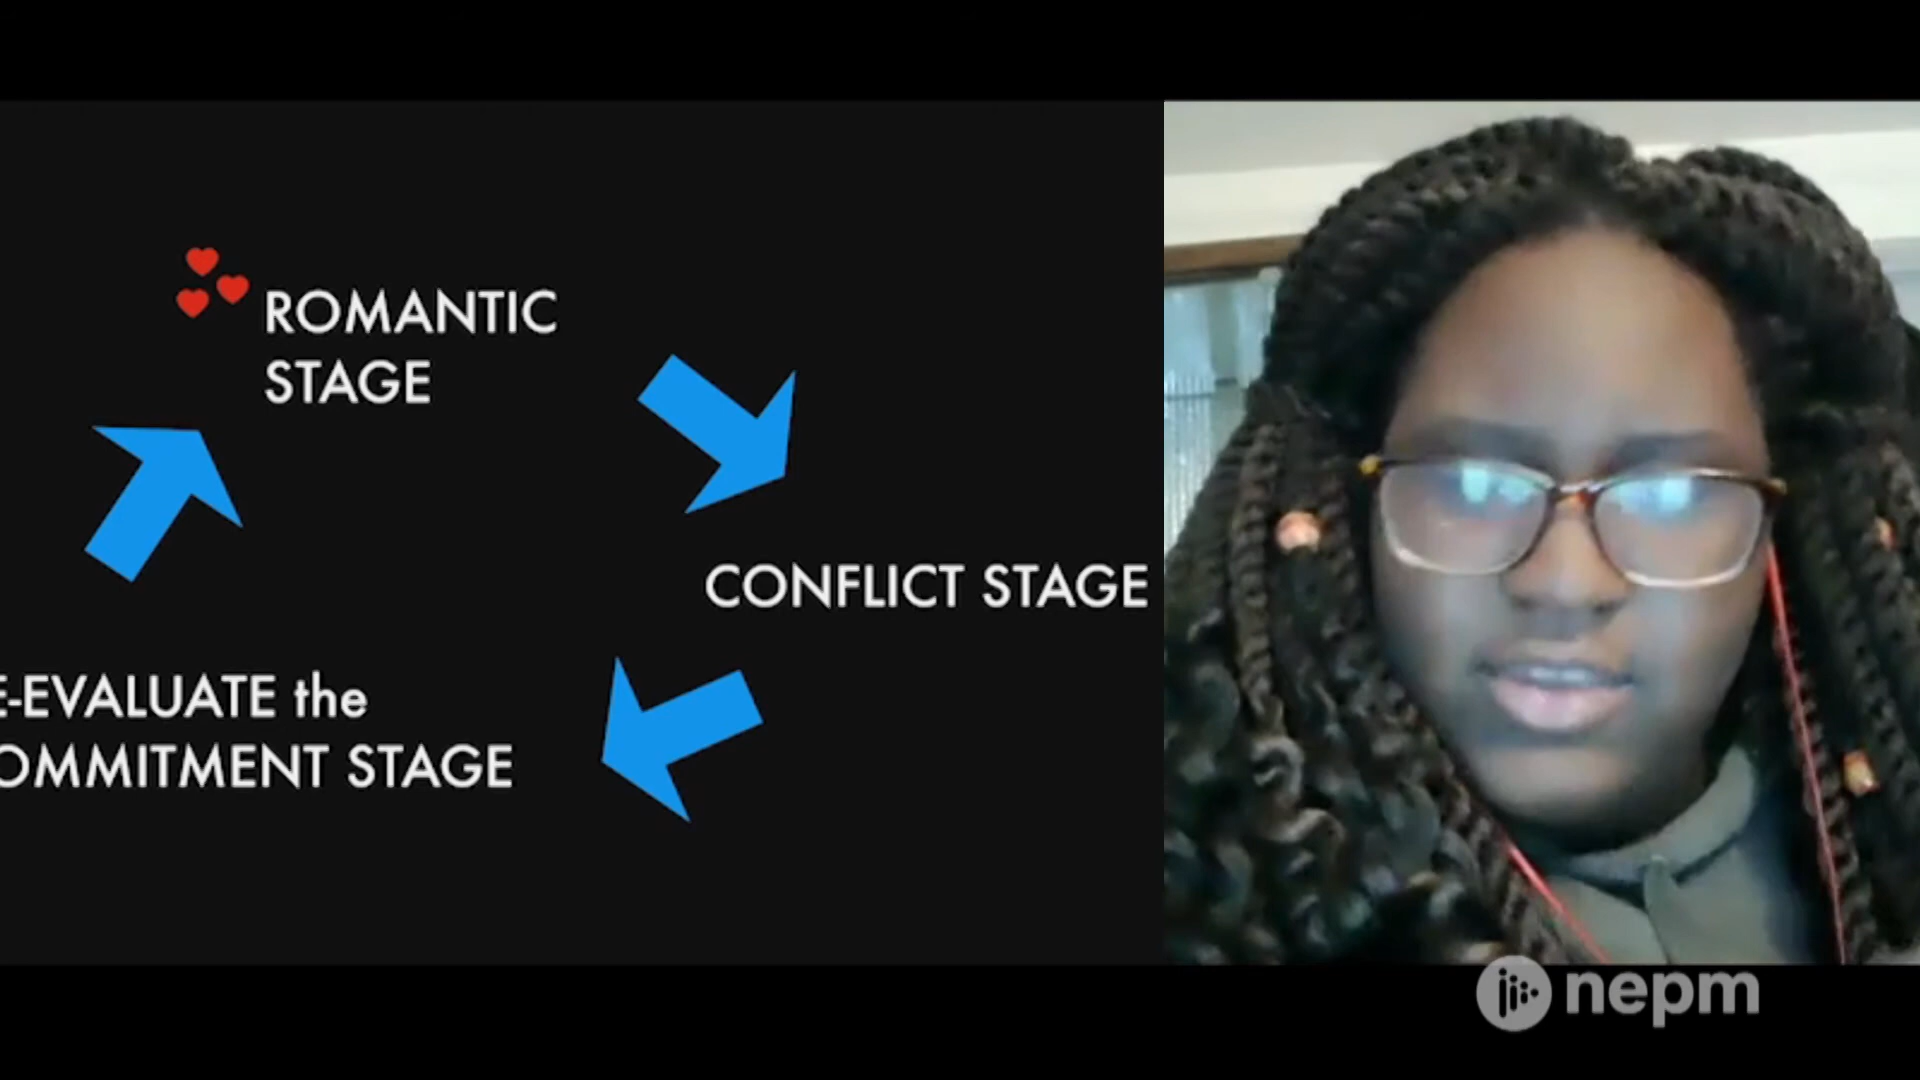 ROMANTIC
STAGE
CONFLICT STAGE
E-EVALUATE the
OMMITMENT STAGE
nepm